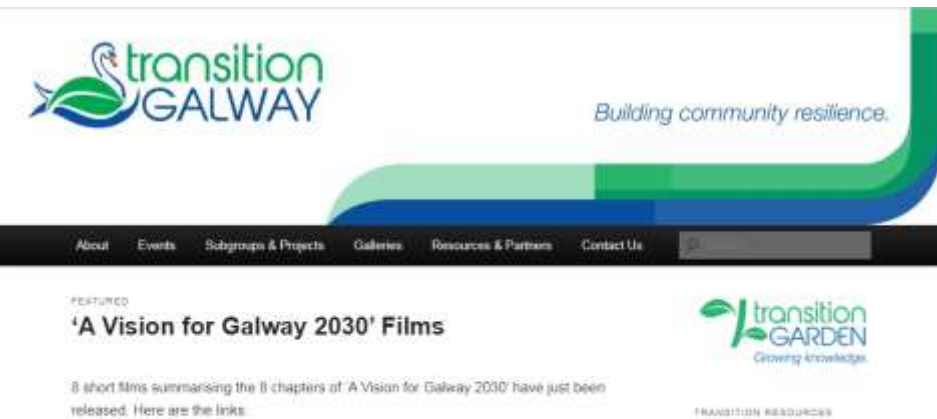 transition
GALWAY
Building community resilience.
About Events Subgroups & Projects Galleries Resources & Partners Contact Us
FEATURED
‘A Vision for Galway 2030’ Films
8 short films summarising the 8 chapters of ‘A Vision for Galway 2030’ have just been
released. Here are the links:
transition
GARDEN
Growing knowledge.
TRANSITION RESOURCES